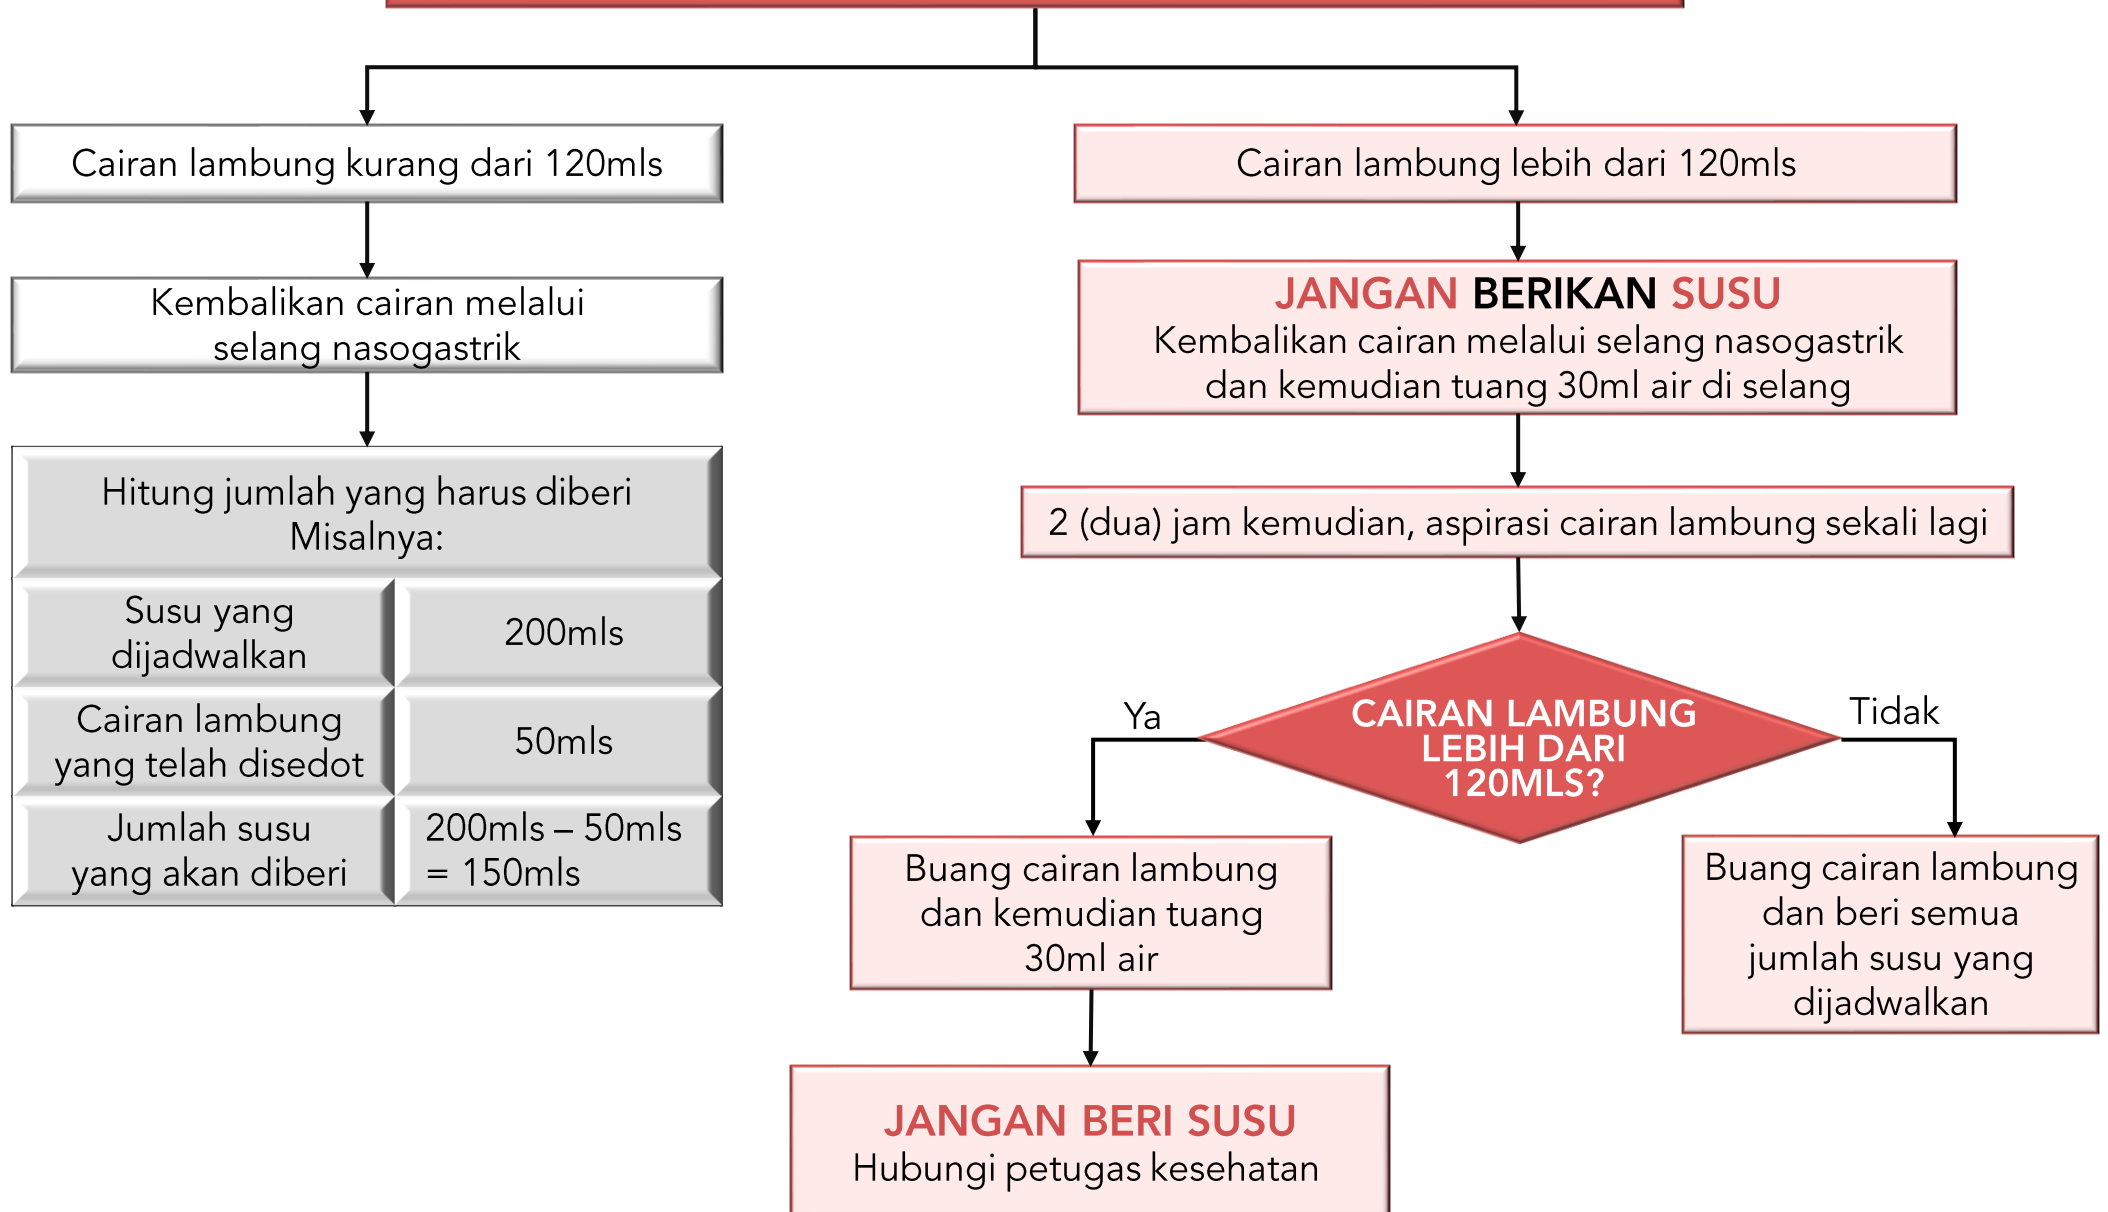 Cairan lambung kurang dari 120mls
Kembalikan cairan melalui
selang nasogastrik
Hitung jumlah yang harus diberi
Misalnya:
Susu yang
dijadwalkan
200mls
Cairan lambung
yang telah disedot
50mls
Jumlah susu
yang akan diberi
200mls – 50mls
= 150mls
Cairan lambung lebih dari 120mls
JANGAN BERIKAN SUSU
Kembalikan cairan melalui selang nasogastrik
dan kemudian tuang 30ml air di selang
2 (dua) jam kemudian, aspirasi cairan lambung sekali lagi
CAIRAN LAMBUNG
LEBIH DARI
120MLS?
Ya
Buang cairan lambung
dan kemudian tuang
30ml air
JANGAN BERI SUSU
Hubungi petugas kesehatan
Tidak
Buang cairan lambung
dan beri semua
jumlah susu yang
dijadwalkan